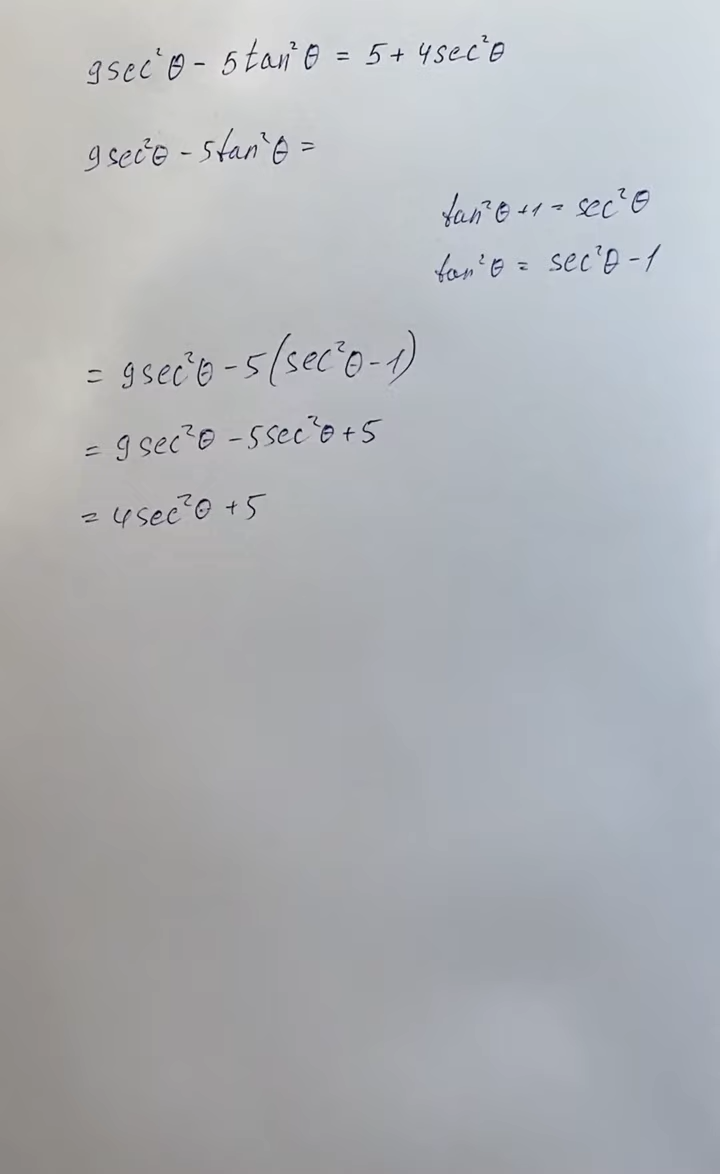 9sec²θ - 5tan²θ = 5 + 4sec²θ
9sec²θ - 5tan²θ =
tan²θ + 1 = sec²θ
tan²θ = sec²θ - 1
= 9sec²θ - 5(sec²θ - 1)
= 9sec²θ - 5sec²θ + 5
= 4sec²θ + 5